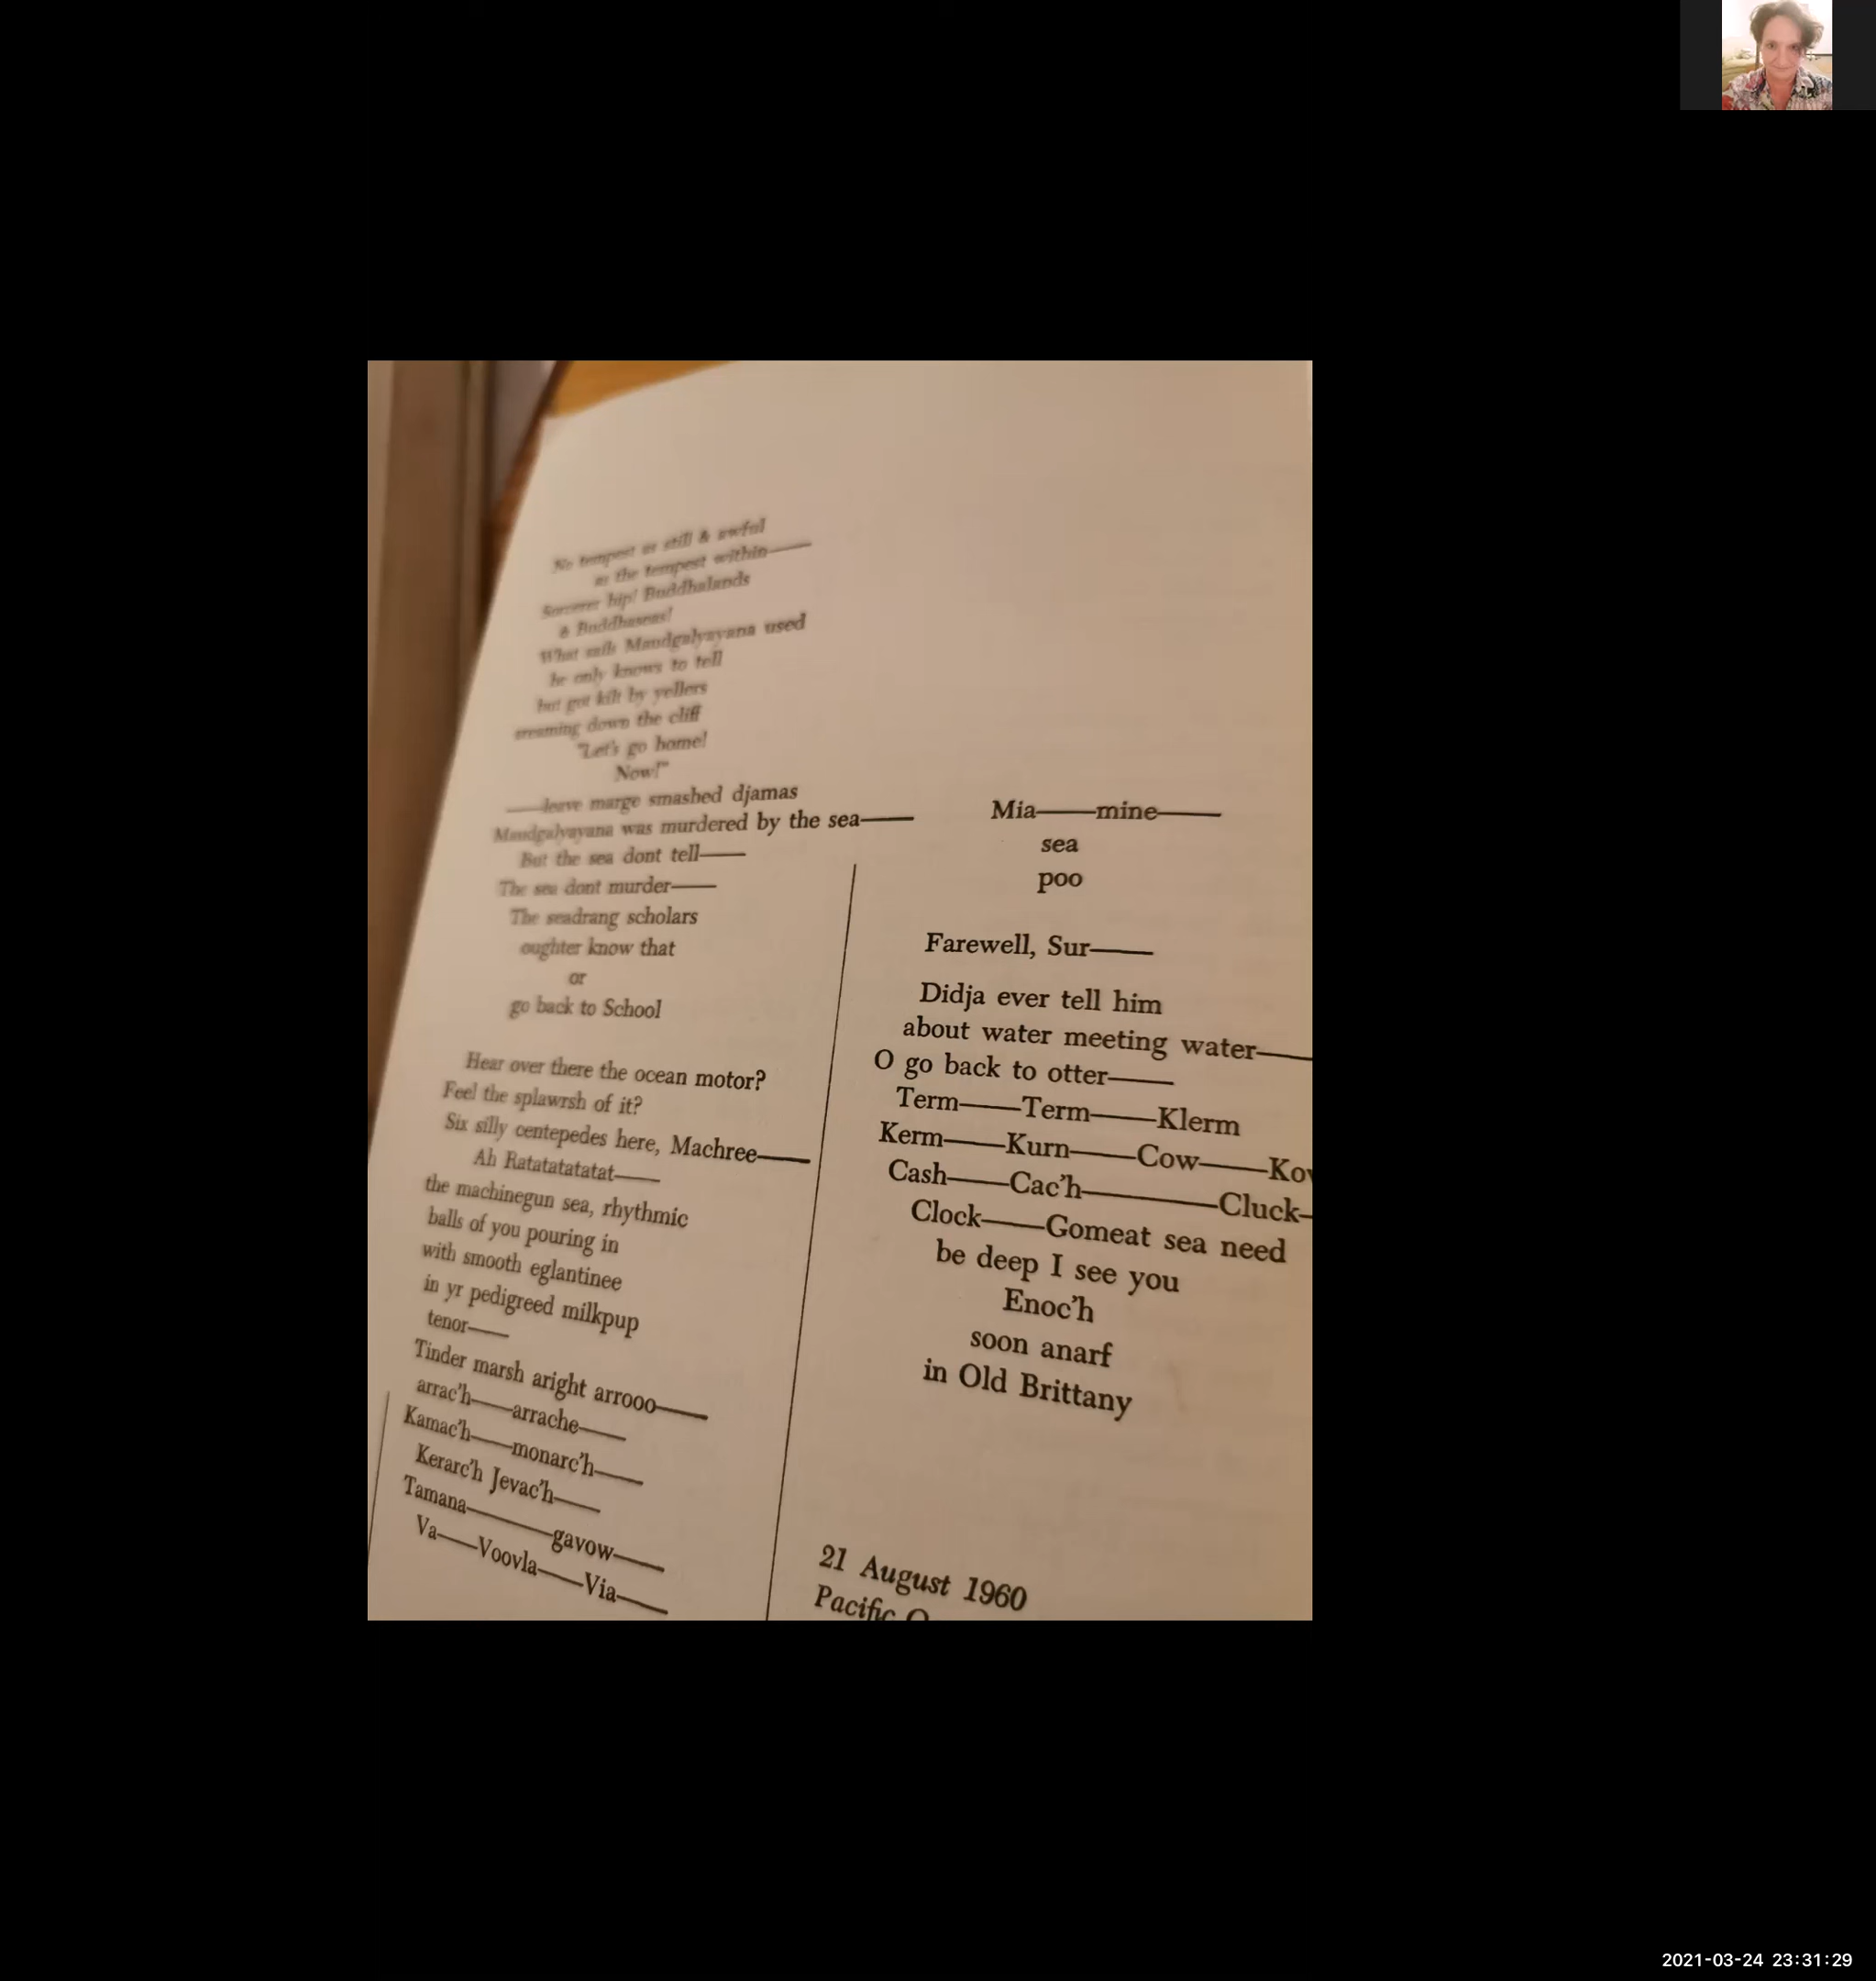 No tempest as still & awful
as the tempest within——
Sorcerer hip! Buddhalands
& Buddhaseas!
What sails Maudgalyayana used
he only knows to tell
but got kilt by yellers
sreaming down the cliff
"Let's go home!
Now!"
——leave marge smashed djamas
Maudgalyayana was murdered by the sea——
But the sea dont tell——
The sea dont murder——
The seadrang scholars
oughter know that
or
go back to School
Hear over there the ocean motor?
Feel the splawrsh of it?
Six silly centepedes here, Machree——
Ah Ratatatatatat——
the machinegun sea, rhythmic
balls of you pouring in
with smooth eglantinee
in yr pedigreed milkpup
tenor——
Tinder marsh aright arrooo——
arrac'h——arrache——
Kamac'h——monarc'h——
Kerarc'h Jevac'h——
Tamana————gavow——
Va——Voovla——Via——
Mia——mine——
sea
poo
Farewell, Sur——
Didja ever tell him
about water meeting water——
O go back to otter——
Term——Term——Klerm
Kerm——Kurn——Cow——Kov
Cash——Cac'h————Cluck—
Clock——Gomeat sea need
be deep I see you
Enoc'h
soon anarf
in Old Brittany
21 August 1960
Pacific O
2021-03-24 23:31:29